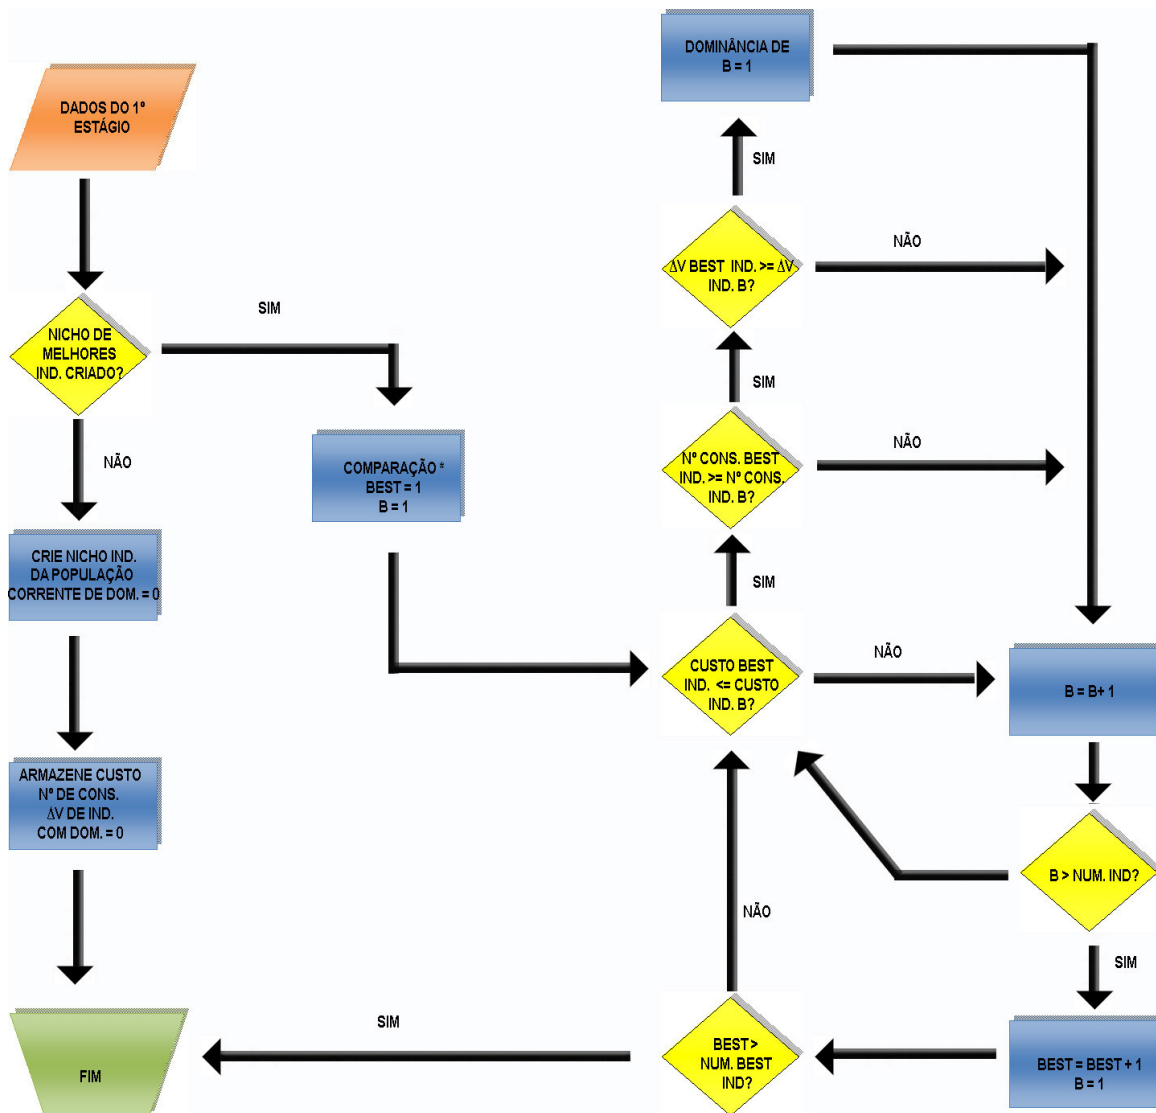 DADOS DO 1º
ESTÁGIO
NICHO DE
MELHORES
IND. CRIADO?
SIM
NÃO
CRIE NICHO IND.
DA POPULAÇÃO
CORRENTE DE DOM. = 0
ARMAZENE CUSTO
Nº DE CONS.
ΔV DE IND.
COM DOM. = 0
FIM
COMPARAÇÃO *
BEST = 1
B = 1
DOMINÂNCIA DE
B = 1
SIM
ΔV BEST IND. >= ΔV
IND. B?
NÃO
SIM
Nº CONS. BEST
IND. >= Nº CONS.
IND. B?
NÃO
SIM
CUSTO BEST
IND. <= CUSTO
IND. B?
NÃO
B = B+ 1
B > NUM. IND?
SIM
BEST = BEST + 1
B = 1
BEST >
NUM. BEST
IND?
NÃO
SIM